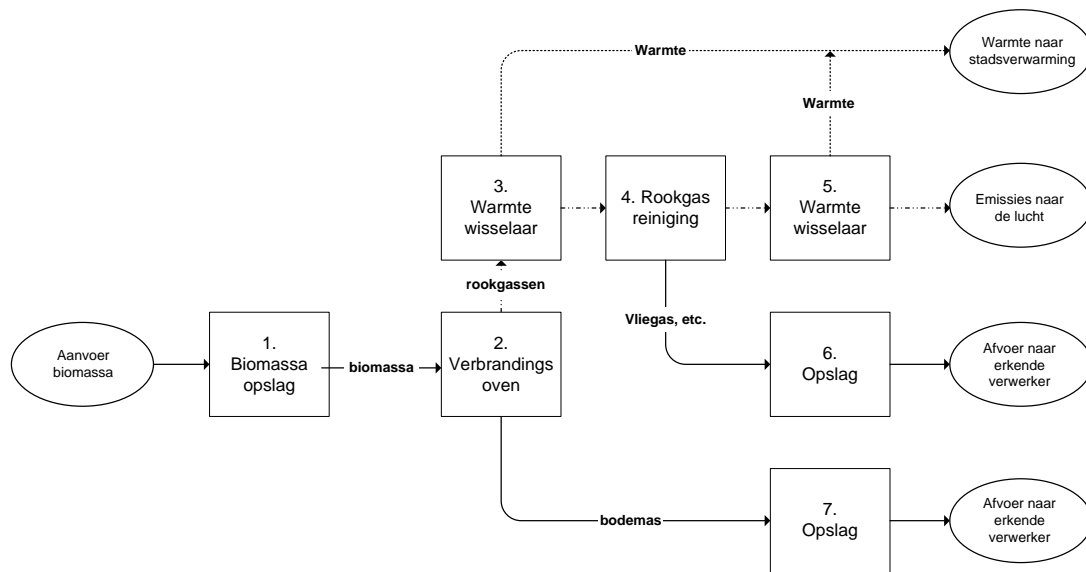 Warmte
Warmte naar
stadsverwarming
Warmte
3.
Warmte
wisselaar
4. Rookgas
reiniging
5.
Warmte
wisselaar
Emissies naar
de lucht
rookgassen
Vliegas, etc.
Aanvoer
biomassa
1.
Biomassa
opslag
biomassa
2.
Verbrandings
oven
6.
Opslag
Afvoer naar
erkende
verwerker
bodemas
7.
Opslag
Afvoer naar
erkende
verwerker